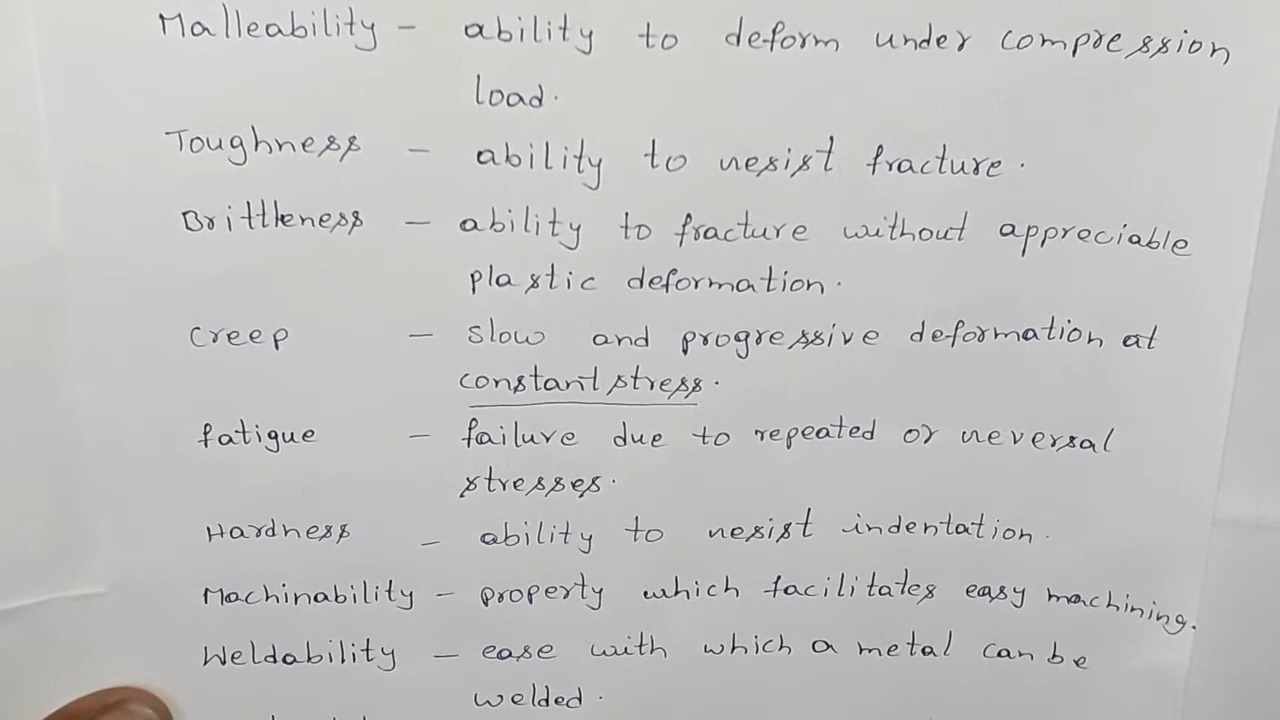 Malleability - ability to deform under compression
load.
Toughness - ability to resist fracture.
Brittleness - ability to fracture without appreciable
plastic deformation.
Creep - slow and progressive deformation at
constant stress.
fatigue - failure due to repeated or reversal
stresses.
Hardness - ability to resist indentation.
Machinability - property which facilitates easy machining.
Weldability - ease with which a metal can be
welded.